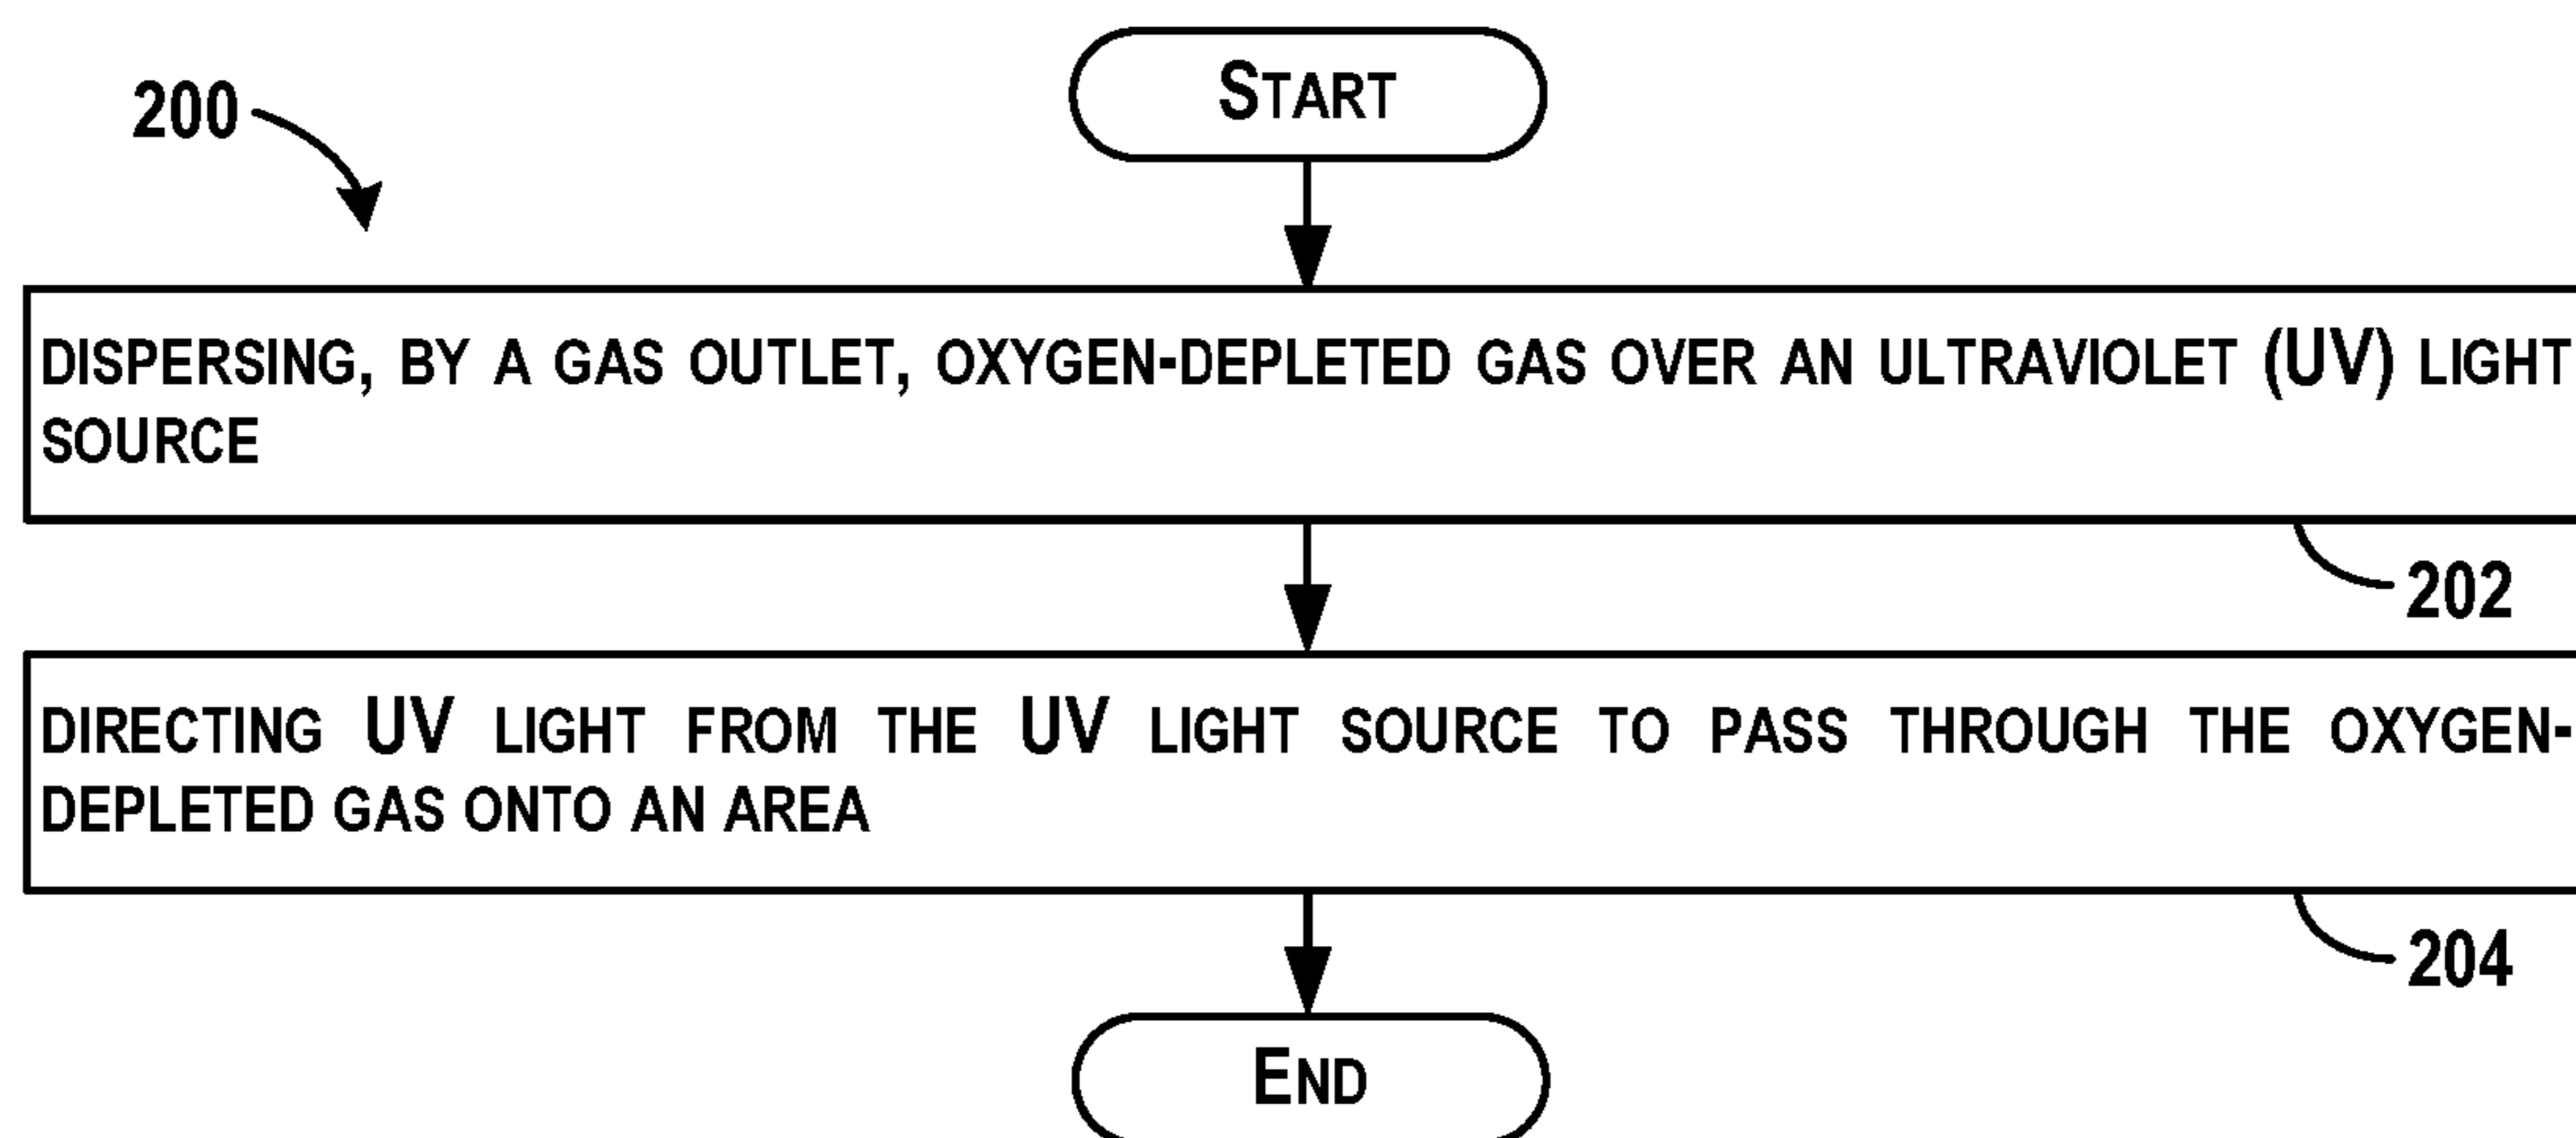 200
START
DISPERSING, BY A GAS OUTLET, OXYGEN-DEPLETED GAS OVER AN ULTRAVIOLET (UV) LIGHT
SOURCE
202
DIRECTING UV LIGHT FROM THE UV LIGHT SOURCE TO PASS THROUGH THE OXYGEN-
DEPLETED GAS ONTO AN AREA
204
END